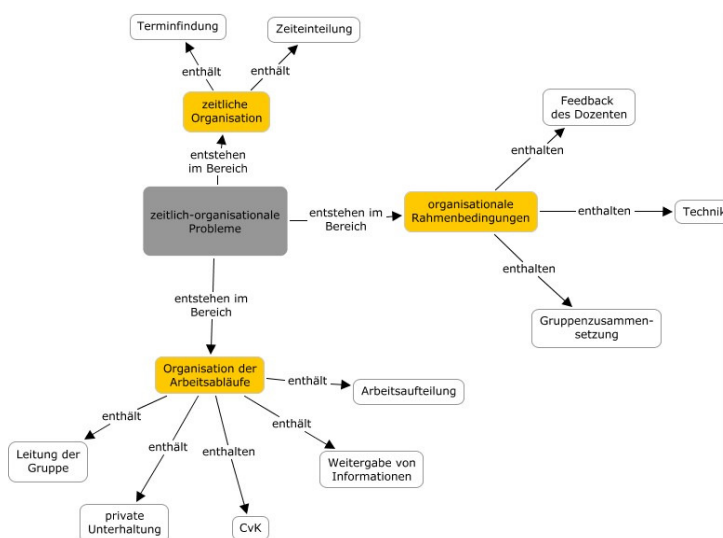 Terminfindung
Zeiteinteilung
enthält
enthält
zeitliche
Organisation
entstehen
im Bereich
zeitlich-organisationale
Probleme
entstehen im
Bereich
organisationale
Rahmenbedingungen
enthalten
Feedback
des Dozenten
enthalten
Technik
enthalten
Gruppenzusammen-
setzung
entstehen im
Bereich
Organisation der
Arbeitsabläufe
enthält
Arbeitsaufteilung
enthält
Leitung der
Gruppe
enthält
private
Unterhaltung
enthalten
CvK
enthält
Weitergabe von
Informationen